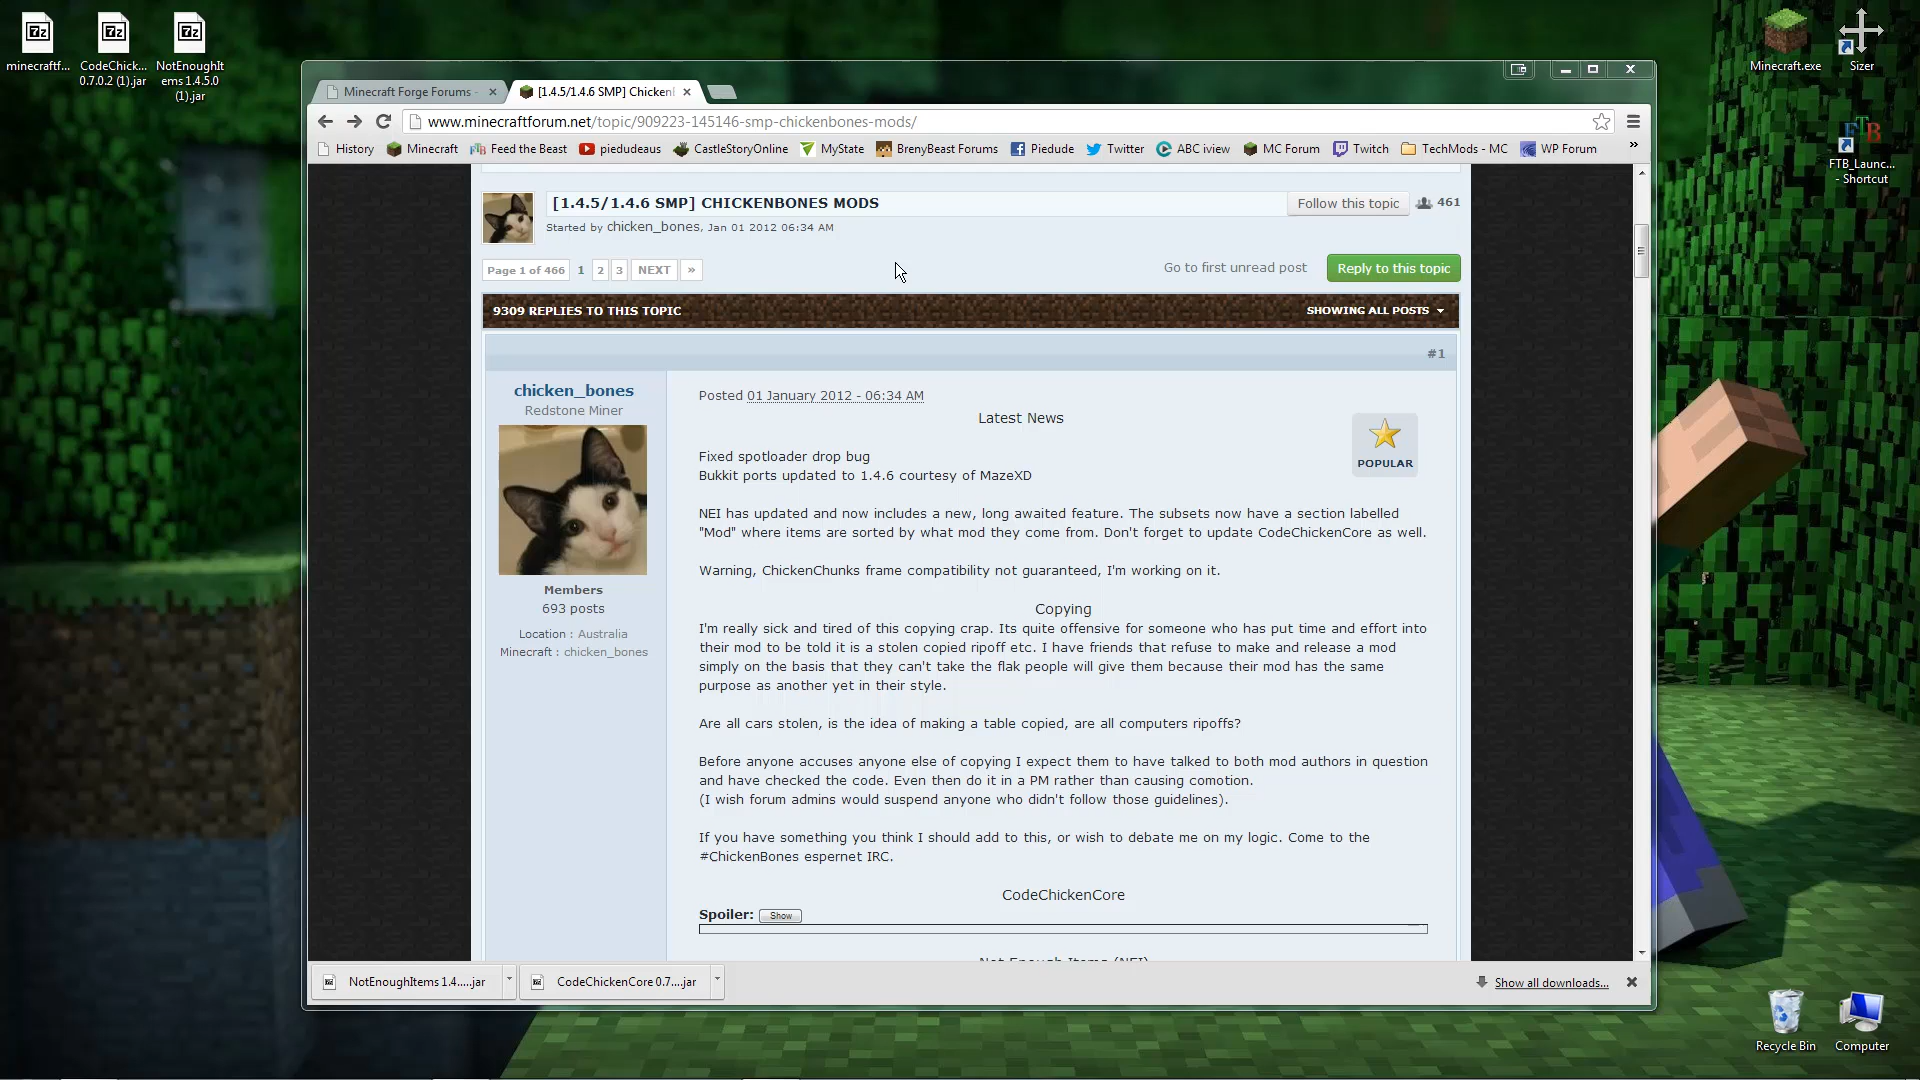 minecraftf...
CodeChick...
0.7.0.2 (1).jar
NotEnoughIt
ems 1.4.5.0
(1).jar
Minecraft.exe
Sizer
FTB_Launc...
- Shortcut
Minecraft Forge Forums -
[1.4.5/1.4.6 SMP] Chicken
www.minecraftforum.net/topic/909223-145146-smp-chickenbones-mods/
History Minecraft Feed the Beast piedudeaus CastleStoryOnline MyState BrenyBeast Forums Piedude Twitter ABC iview MC Forum Twitch TechMods - MC WP Forum »
[1.4.5/1.4.6 SMP] CHICKENBONES MODS
Follow this topic 461
Started by chicken_bones, Jan 01 2012 06:34 AM
Page 1 of 466 1 2 3 NEXT »
Go to first unread post Reply to this topic
9309 REPLIES TO THIS TOPIC
SHOWING ALL POSTS
#1
chicken_bones
Redstone Miner
Members
693 posts
Location : Australia
Minecraft : chicken_bones
Posted 01 January 2012 - 06:34 AM
Latest News
POPULAR
Fixed spotloader drop bug
Bukkit ports updated to 1.4.6 courtesy of MazeXD
NEI has updated and now includes a new, long awaited feature. The subsets now have a section labelled
"Mod" where items are sorted by what mod they come from. Don't forget to update CodeChickenCore as well.
Warning, ChickenChunks frame compatibility not guaranteed, I'm working on it.
Copying
I'm really sick and tired of this copying crap. Its quite offensive for someone who has put time and effort into
their mod to be told it is a stolen copied ripoff etc. I have friends that refuse to make and release a mod
simply on the basis that they can't take the flak people will give them because their mod has the same
purpose as another yet in their style.
Are all cars stolen, is the idea of making a table copied, are all computers ripoffs?
Before anyone accuses anyone else of copying I expect them to have talked to both mod authors in question
and have checked the code. Even then do it in a PM rather than causing comotion.
(I wish forum admins would suspend anyone who didn't follow those guidelines).
If you have something you think I should add to this, or wish to debate me on my logic. Come to the
#ChickenBones espernet IRC.
CodeChickenCore
Spoiler: Show
Not Enough Items (NEI)
NotEnoughItems 1.4.....jar
CodeChickenCore 0.7....jar
Show all downloads...
Recycle Bin
Computer